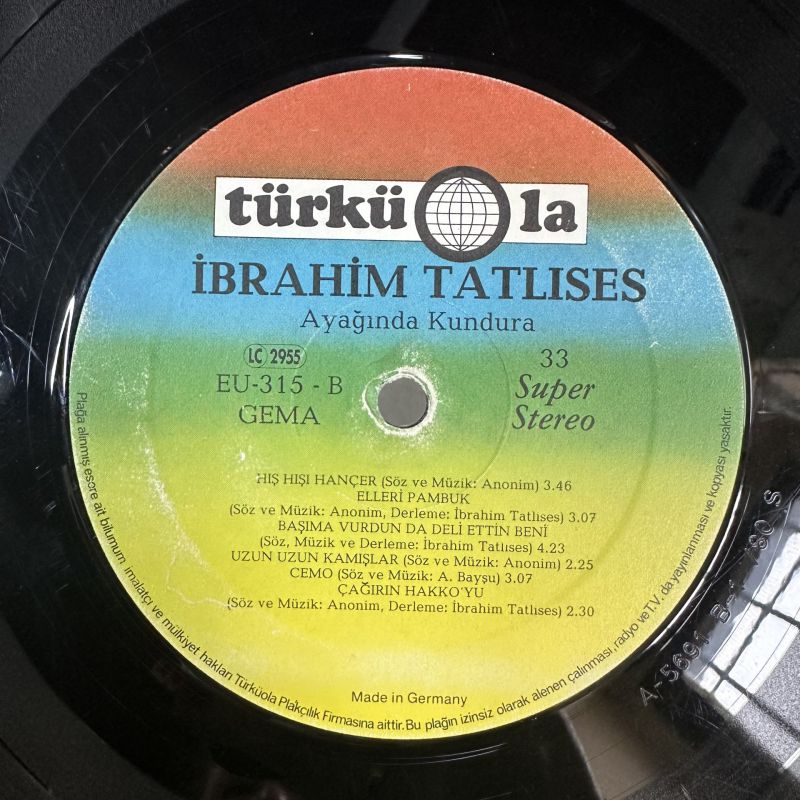 türküola
İBRAHİM TATLISES
Ayağında Kundura
LC 2955
33
EU-315 - B
Super
GEMA
Stereo
HIŞ HIŞI HANÇER (Söz ve Müzik: Anonim) 3.46
ELLERİ PAMBUK
(Söz ve Müzik: Anonim, Derleme: İbrahim Tatlıses) 3.07
BAŞIMA VURDUN DA DELİ ETTİN BENİ
(Söz, Müzik ve Derleme: İbrahim Tatlıses) 4.23
UZUN UZUN KAMIŞLAR (Söz ve Müzik: Anonim) 2.25
CEMO (Söz ve Müzik: A. Bayşu) 3.07
ÇAĞIRIN HAKKO'YU
(Söz ve Müzik: Anonim, Derleme: İbrahim Tatlıses) 2.30
Made in Germany
Plağa alınmış esore ait bilumum imalatçı ve mülkiyet hakları Türküola Plakçılık Firmasına aittir. Bu plağın izinsiz olarak alenen çalınması, radyo ve T.V. da yayınlanması ve kopyası yasaktır.
A-5691 B-